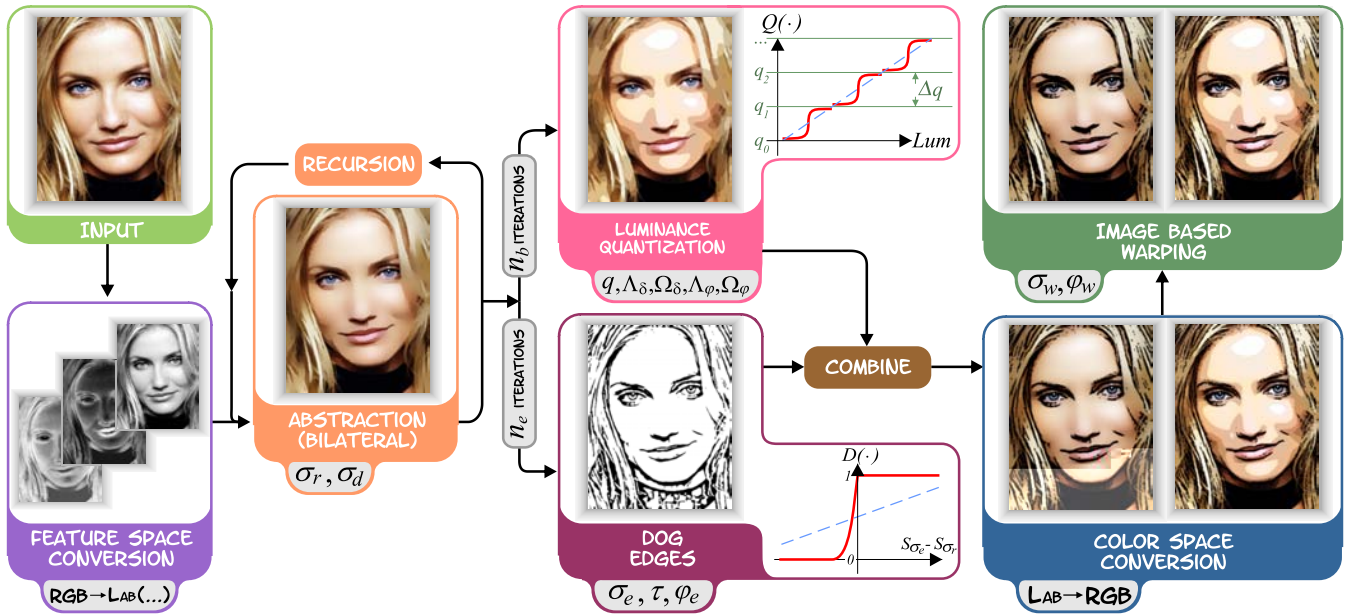 INPUT
FEATURE SPACE
CONVERSION
RGB→LAB(...)
RECURSION
ABSTRACTION
(BILATERAL)
σr, σd
nb ITERATIONS
ne ITERATIONS
LUMINANCE
QUANTIZATION
q, Λδ, Ωδ, Λφ, Ωφ
Q(·)
...
q2
q1
q0
Δq
Lum
DOG
EDGES
σe, τ, φe
D(·)
1
0
Sσe - Sσr
COMBINE
COLOR SPACE
CONVERSION
LAB→RGB
IMAGE BASED
WARPING
σw, φw